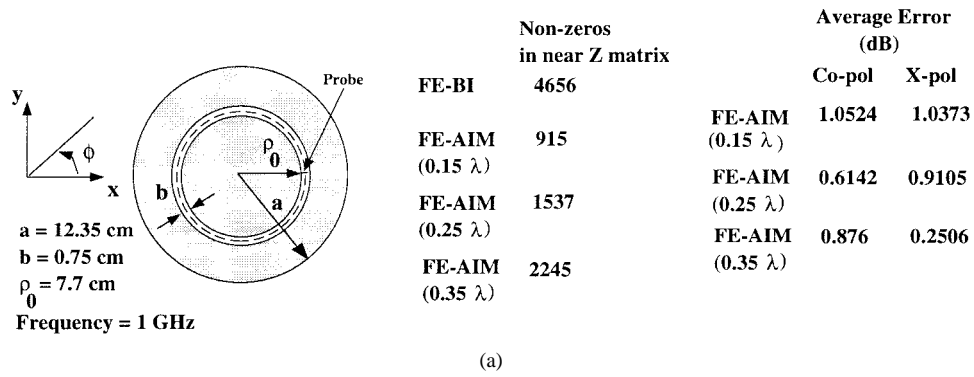 Probe
y
ϕ
x
ρ0
b
a
a = 12.35 cm
b = 0.75 cm
ρ0 = 7.7 cm
Frequency = 1 GHz
Non-zeros
in near Z matrix
FE-BI 4656
FE-AIM 915
(0.15 λ)
FE-AIM 1537
(0.25 λ)
FE-AIM 2245
(0.35 λ)
Average Error
(dB)
Co-pol X-pol
FE-AIM 1.0524 1.0373
(0.15 λ)
FE-AIM 0.6142 0.9105
(0.25 λ)
FE-AIM 0.876 0.2506
(0.35 λ)
(a)